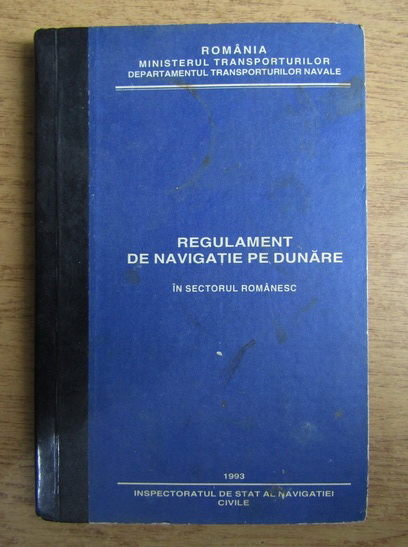 ROMÂNIA
MINISTERUL TRANSPORTURILOR
DEPARTAMENTUL TRANSPORTURILOR NAVALE
REGULAMENT
DE NAVIGAȚIE PE DUNĂRE
ÎN SECTORUL ROMÂNESC
1993
INSPECTORATUL DE STAT AL NAVIGATIEI
CIVILE